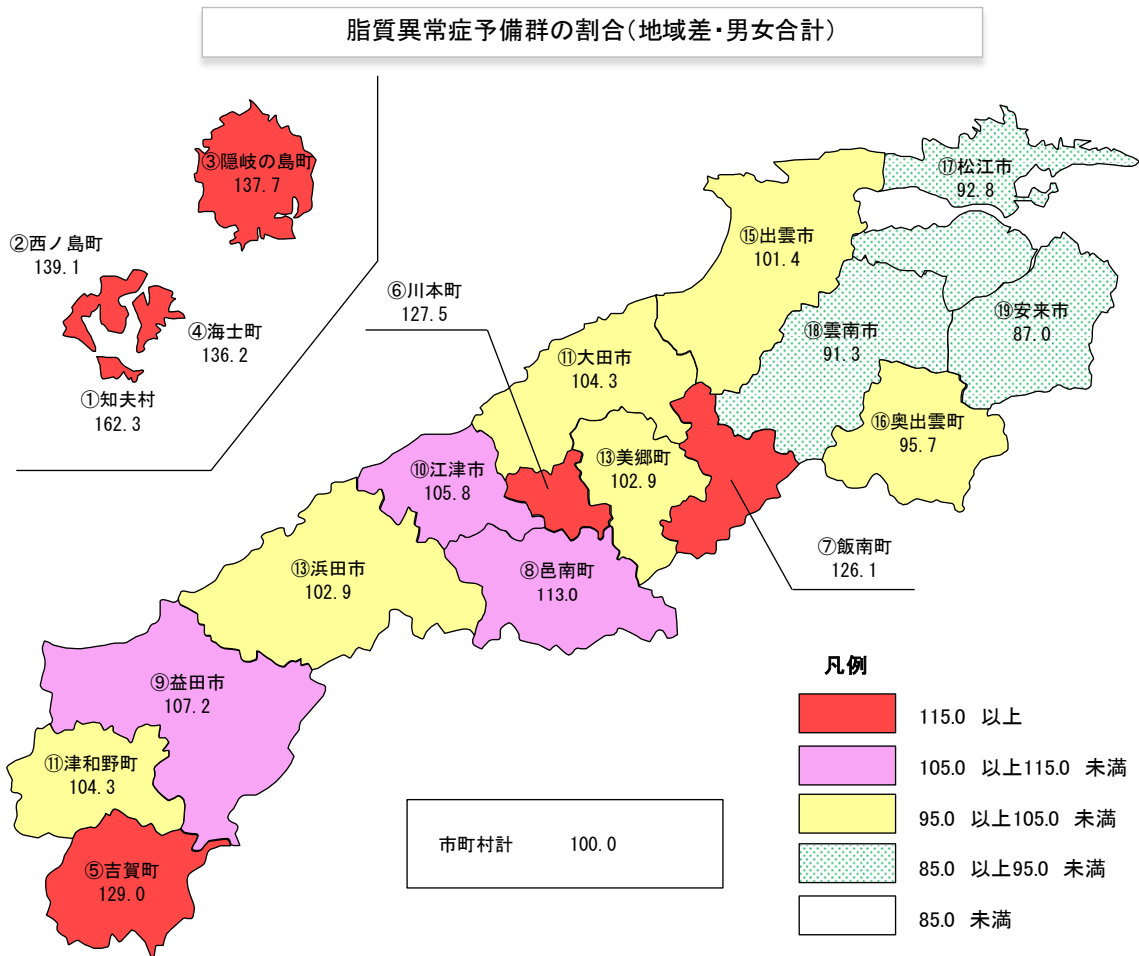 脂質異常症予備群の割合(地域差・男女合計)
③隠岐の島町
137.7
②西ノ島町
139.1
④海士町
136.2
①知夫村
162.3
⑰松江市
92.8
⑮出雲市
101.4
⑥川本町
127.5
⑲安来市
87.0
⑱雲南市
91.3
⑪大田市
104.3
⑯奥出雲町
95.7
⑬美郷町
102.9
⑩江津市
105.8
⑦飯南町
126.1
⑬浜田市
102.9
⑧邑南町
113.0
⑨益田市
107.2
⑪津和野町
104.3
⑤吉賀町
129.0
市町村計 100.0
凡例
115.0 以上
105.0 以上115.0 未満
95.0 以上105.0 未満
85.0 以上95.0 未満
85.0 未満